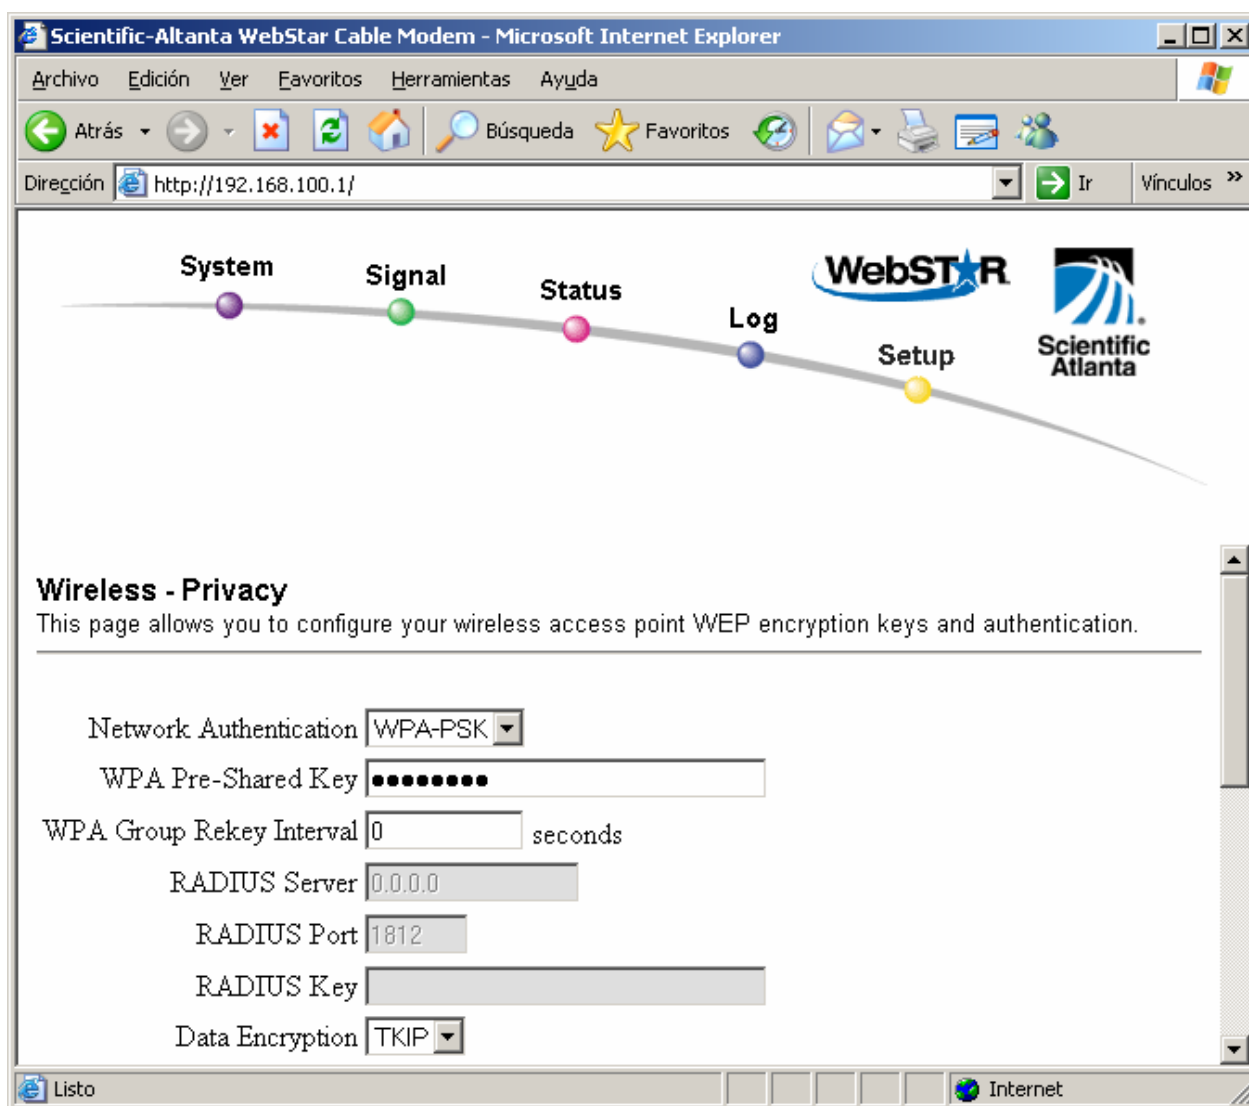 Scientific-Altanta WebStar Cable Modem - Microsoft Internet Explorer
Archivo Edición Ver Favoritos Herramientas Ayuda
Atrás Búsqueda Favoritos
Dirección http://192.168.100.1/ Ir Vínculos »
System
Signal
Status
Log
Setup
WebSTAR
Scientific
Atlanta
Wireless - Privacy
This page allows you to configure your wireless access point WEP encryption keys and authentication.
Network Authentication WPA-PSK
WPA Pre-Shared Key ●●●●●●●●
WPA Group Rekey Interval 0 seconds
RADIUS Server 0.0.0.0
RADIUS Port 1812
RADIUS Key
Data Encryption TKIP
Listo Internet